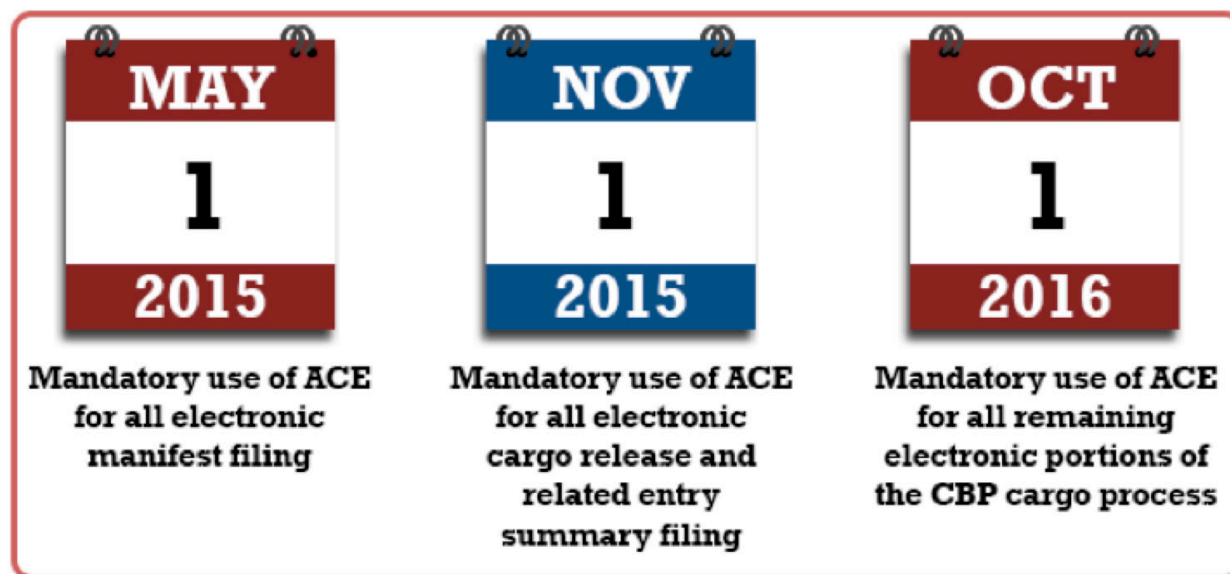 MAY
1
2015
Mandatory use of ACE
for all electronic
manifest filing
NOV
1
2015
Mandatory use of ACE
for all electronic
cargo release and
related entry
summary filing
OCT
1
2016
Mandatory use of ACE
for all remaining
electronic portions of
the CBP cargo process